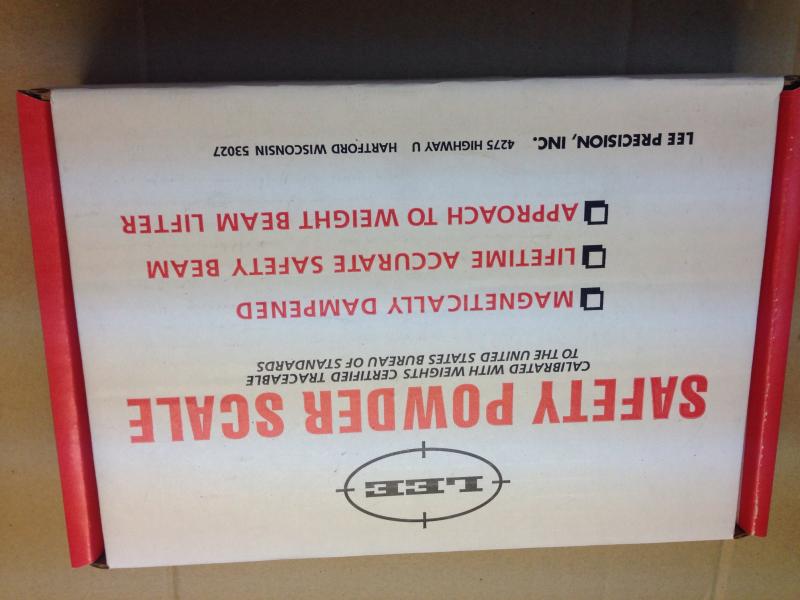 LEE
SAFETY POWDER SCALE
CALIBRATED WITH WEIGHTS CERTIFIED TRACEABLE
TO THE UNITED STATES BUREAU OF STANDARDS
MAGNETICALLY DAMPENED
LIFETIME ACCURATE SAFETY BEAM
APPROACH TO WEIGHT BEAM LIFTER
LEE PRECISION, INC. 4275 HIGHWAY U HARTFORD WISCONSIN 53027